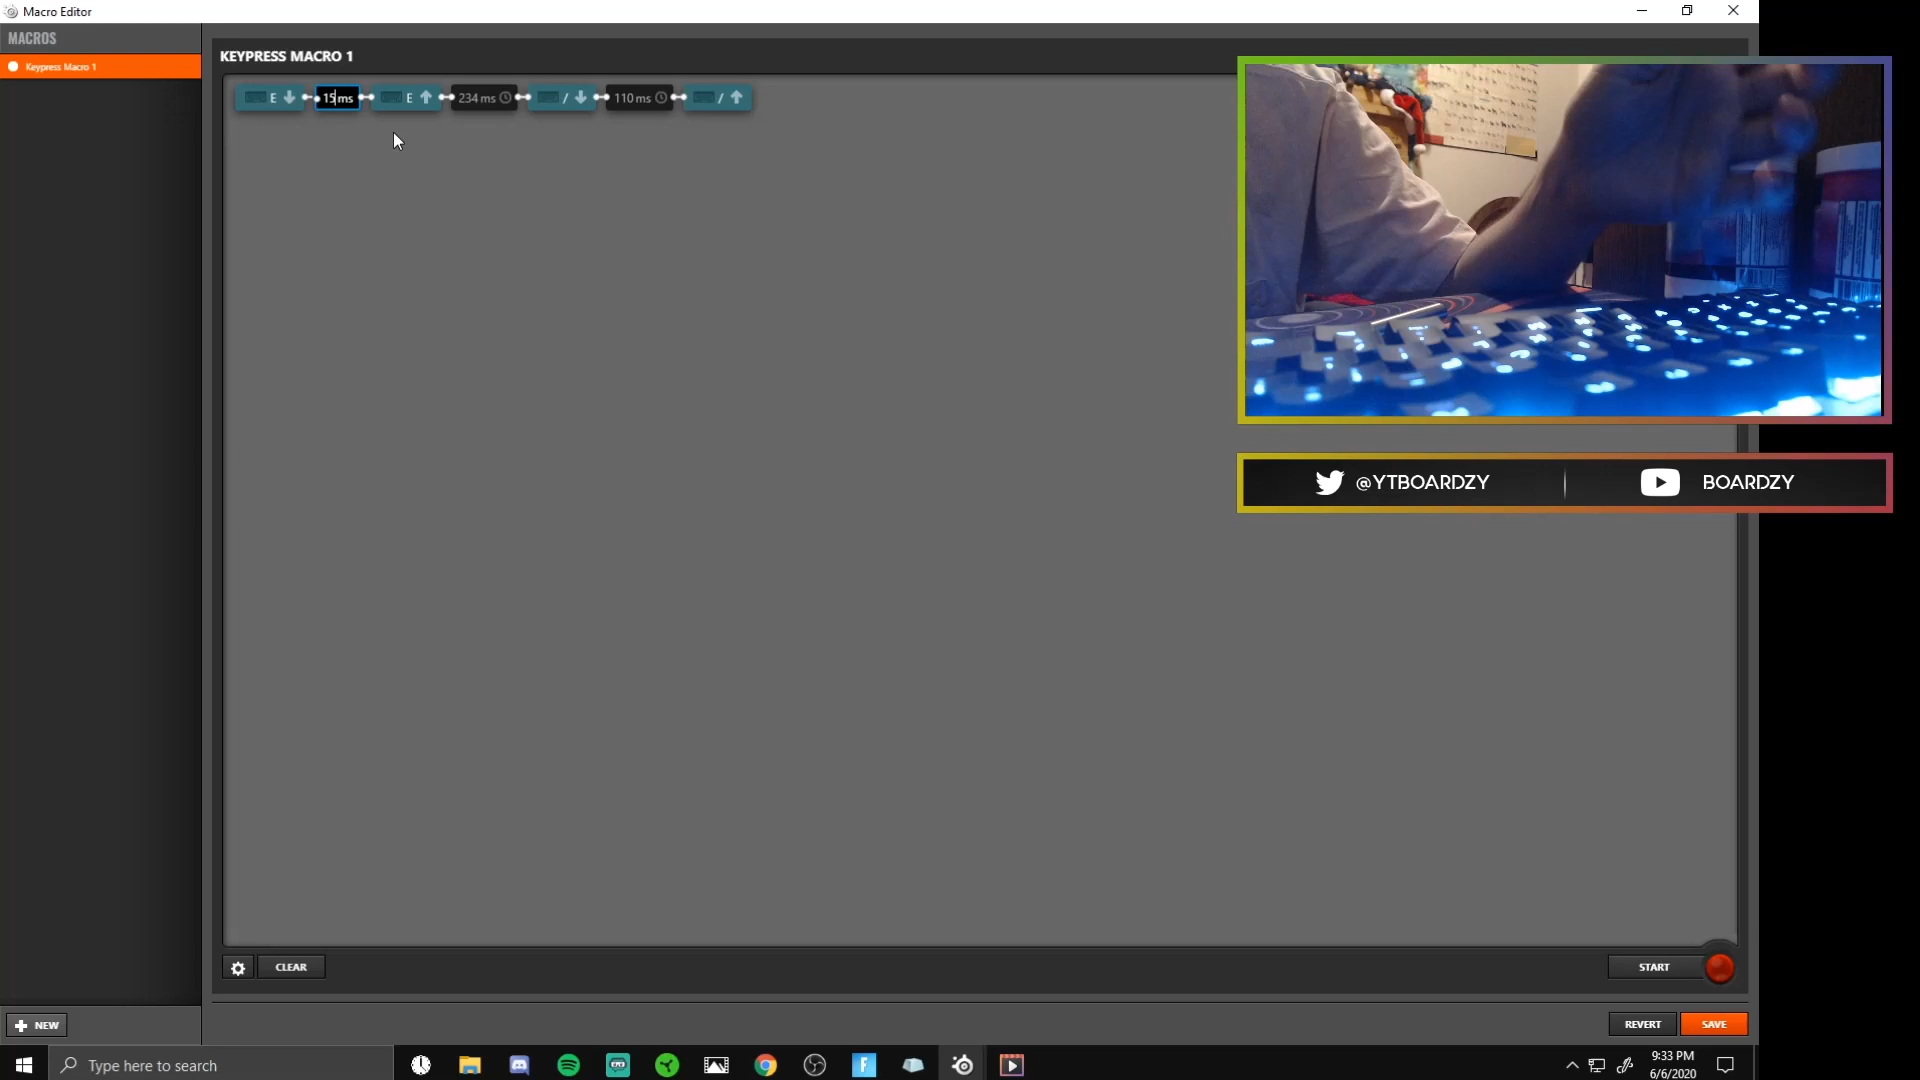 Macro Editor
MACROS
Keypress Macro 1
KEYPRESS MACRO 1
E 15ms E 234 ms / 110 ms /
@YTBOARDZY | BOARDZY
CLEAR
START
NEW
REVERT
SAVE
Type here to search
9:33 PM
6/6/2020